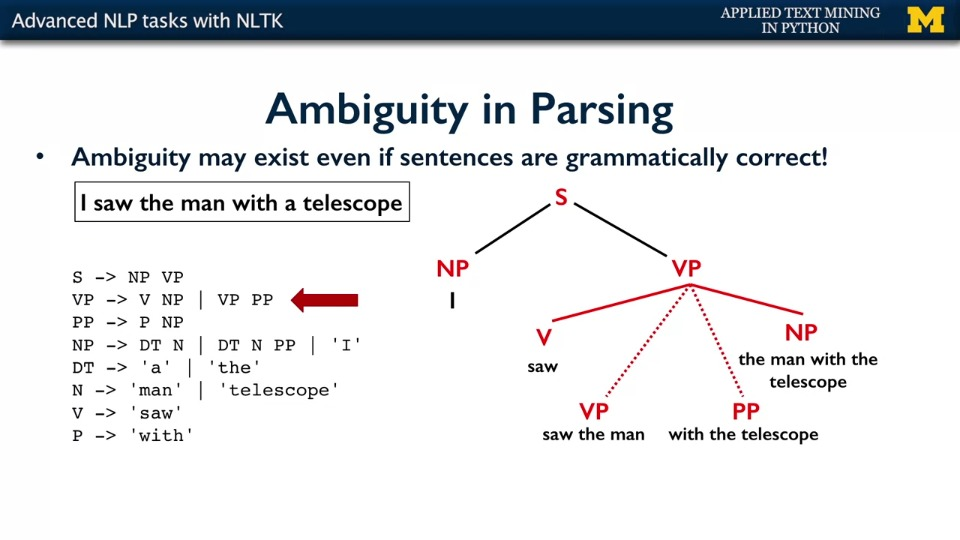 Advanced NLP tasks with NLTK
APPLIED TEXT MINING
IN PYTHON
M
Ambiguity in Parsing
• Ambiguity may exist even if sentences are grammatically correct!
I saw the man with a telescope
S -> NP VP
VP -> V NP | VP PP
PP -> P NP
NP -> DT N | DT N PP | 'I'
DT -> 'a' | 'the'
N -> 'man' | 'telescope'
V -> 'saw'
P -> 'with'
S
NP
VP
I
V
NP
saw
the man with the
telescope
VP
PP
saw the man
with the telescope